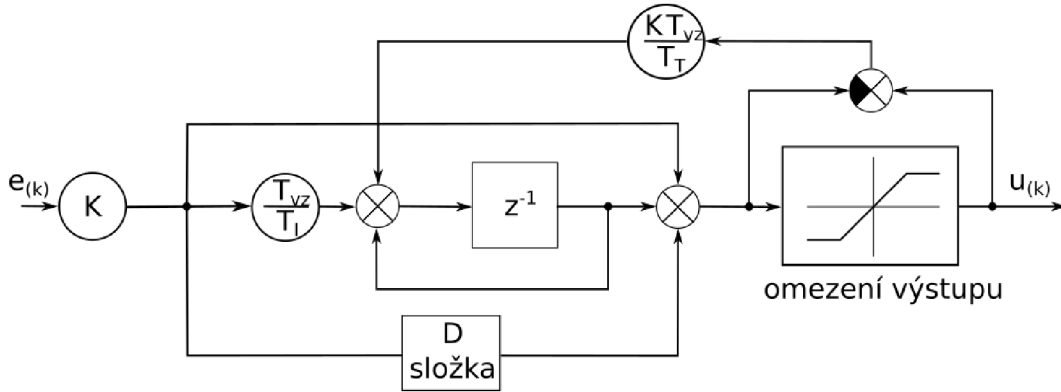 KT_vz
T_T
e_(k)
K
T_vz
T_I
z⁻¹
u_(k)
omezení výstupu
D
složka